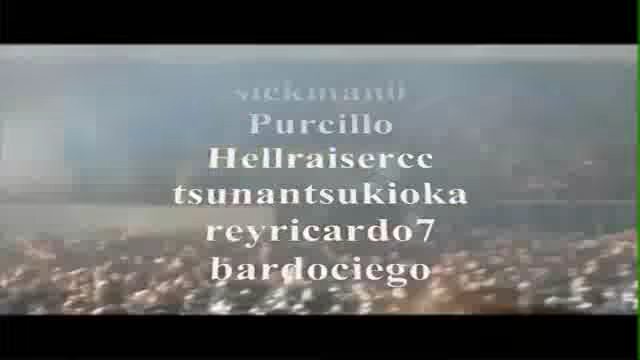 Purcillo
Hellraisercc
tsunantsukioka
reyricardo7
bardociego